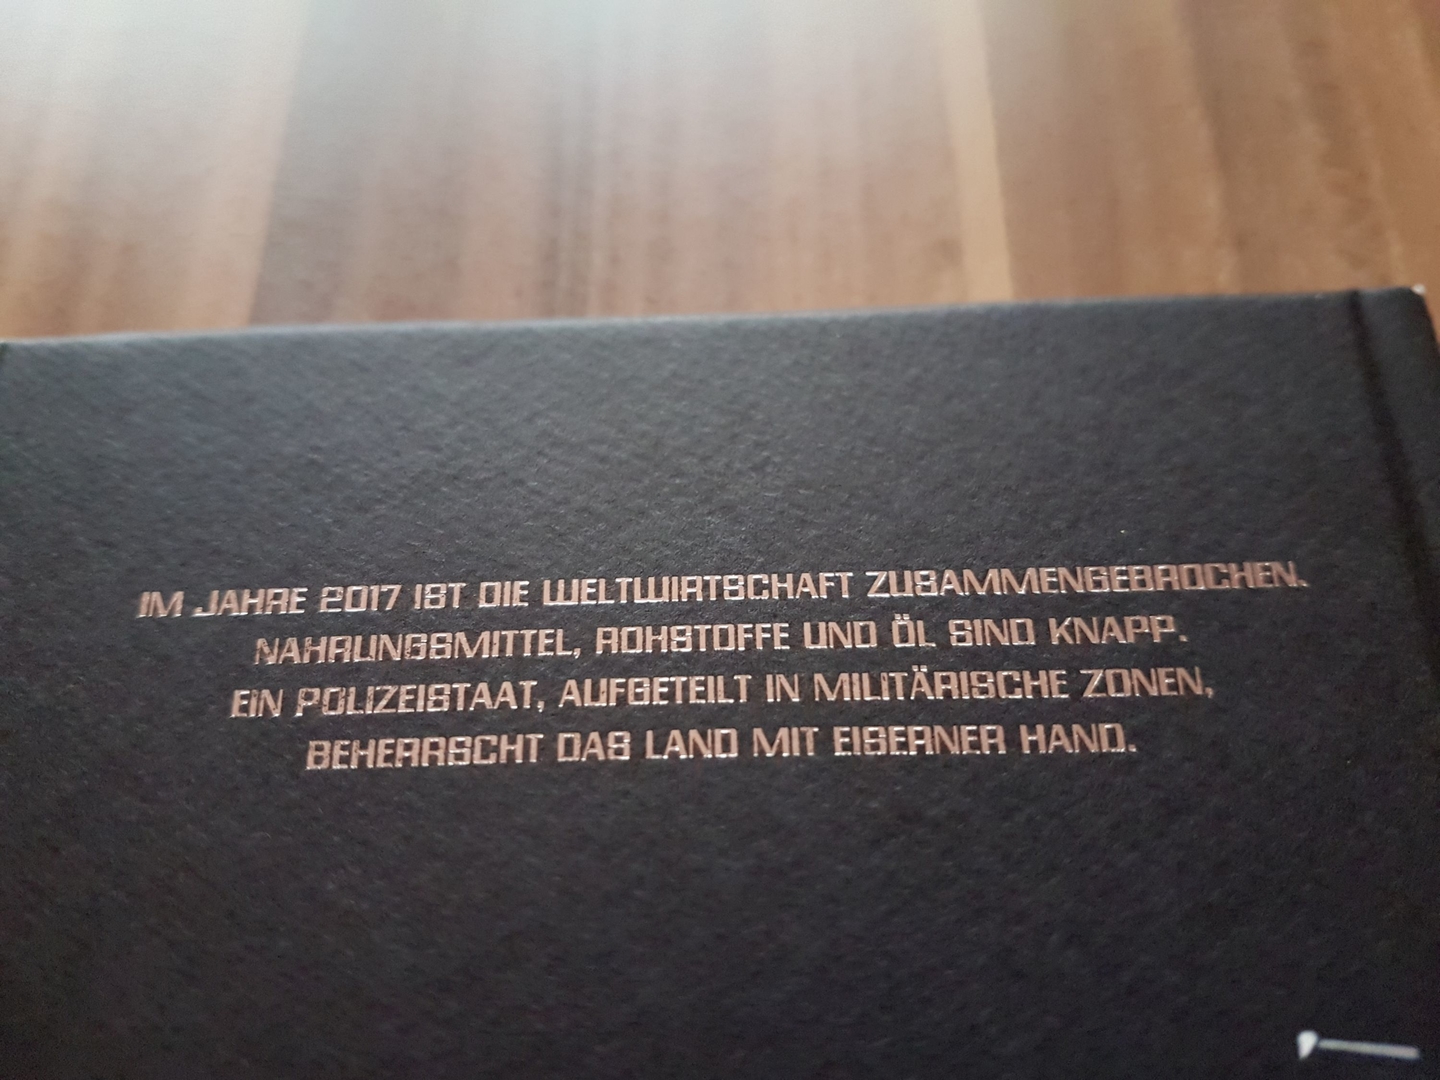 IM JAHRE 2017 IST DIE WELTWIRTSCHAFT ZUSAMMENGEBROCHEN.
NAHRUNGSMITTEL, ROHSTOFFE UND ÖL SIND KNAPP.
EIN POLIZEISTAAT, AUFGETEILT IN MILITÄRISCHE ZONEN,
BEHERRSCHT DAS LAND MIT EISERNER HAND.